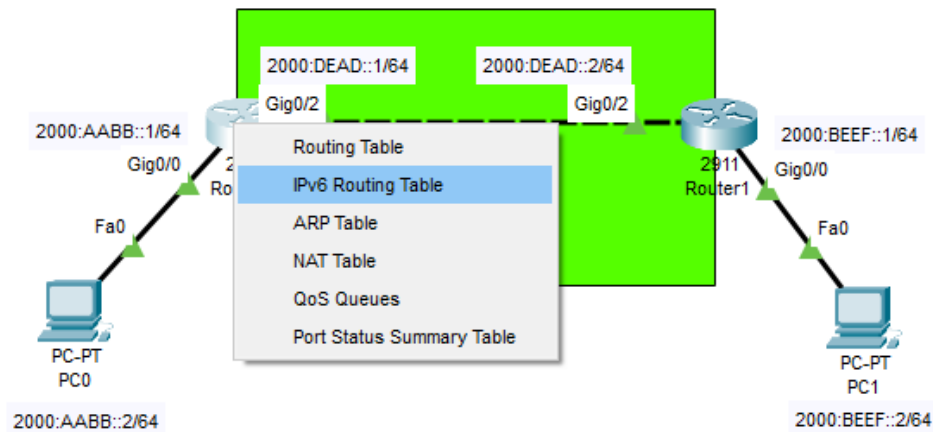 2000:DEAD::1/64
2000:DEAD::2/64
Gig0/2
Gig0/2
2000:AABB::1/64
2000:BEEF::1/64
Gig0/0
2
2911
Gig0/0
Ro
Router1
Routing Table
IPv6 Routing Table
ARP Table
NAT Table
QoS Queues
Port Status Summary Table
Fa0
Fa0
PC-PT
PC0
PC-PT
PC1
2000:AABB::2/64
2000:BEEF::2/64